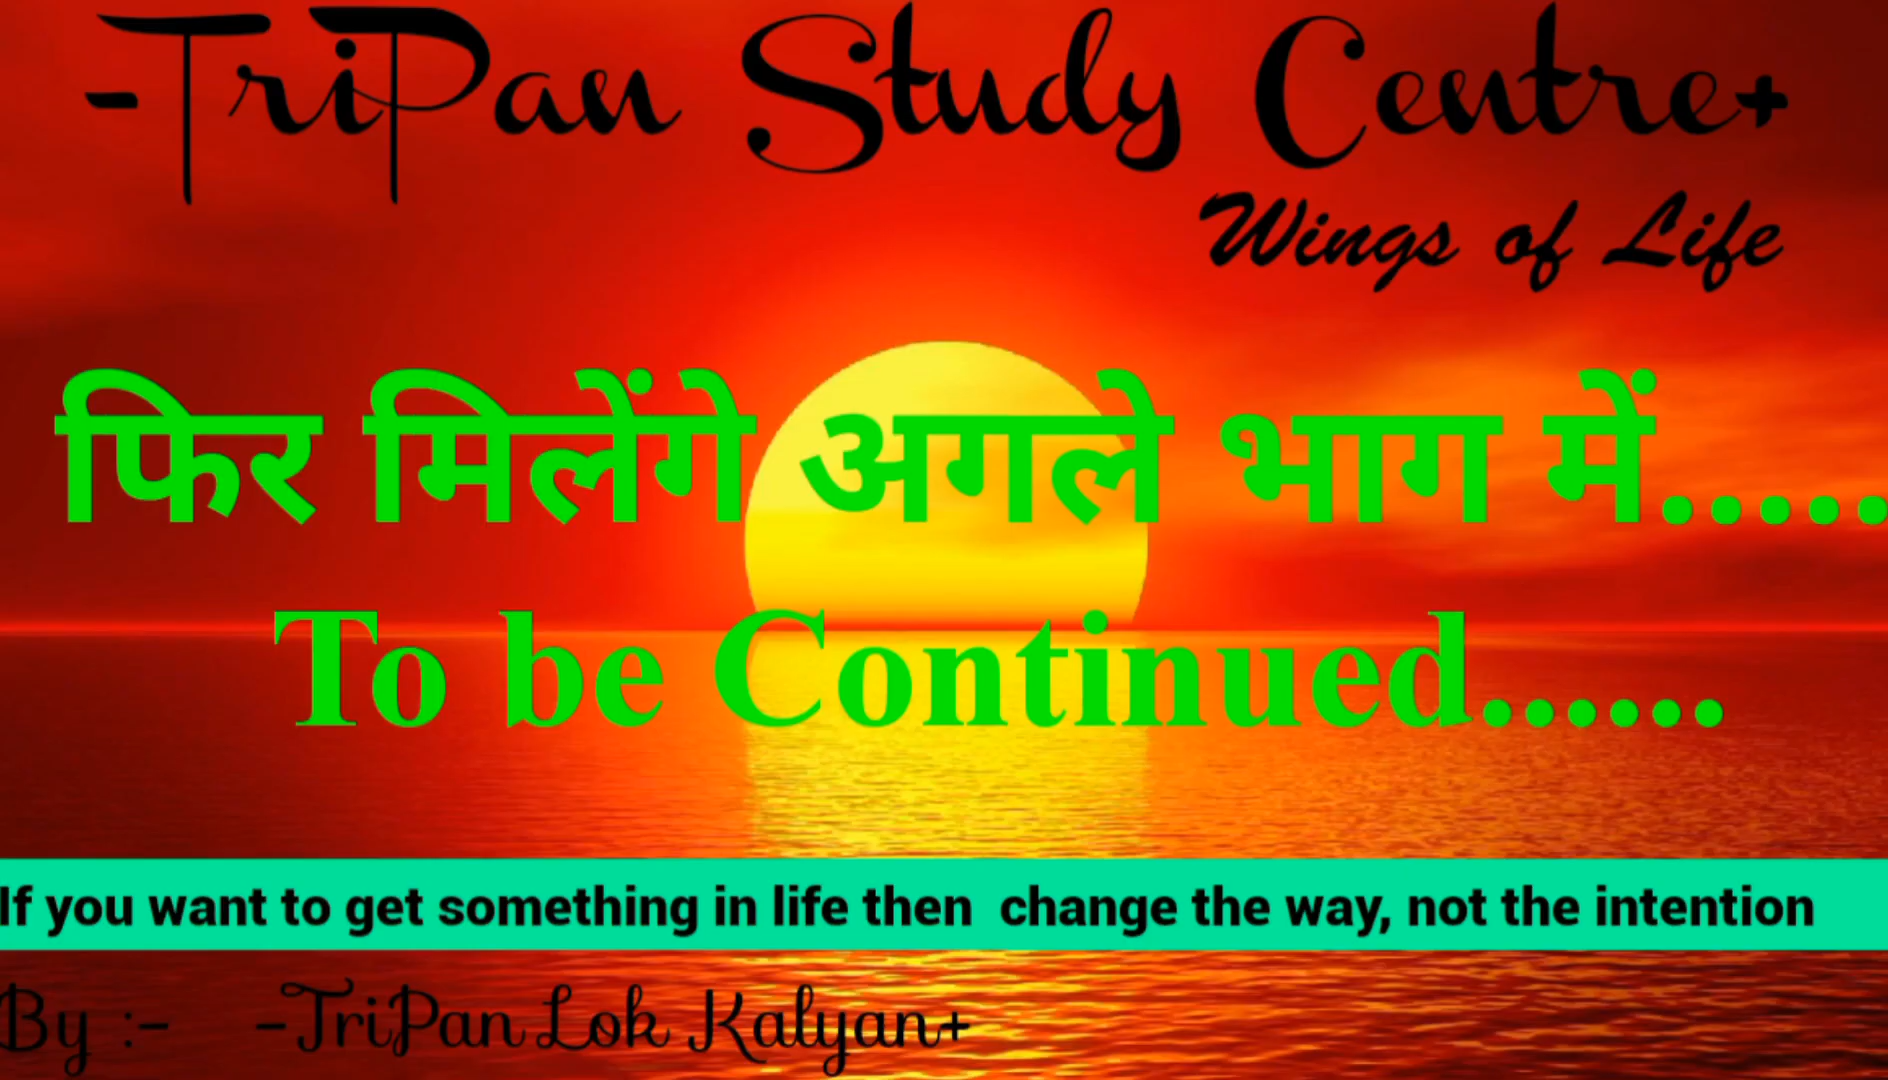 -TriPan Study Centre+
Wings of Life
फिर मिलेंगे अगले भाग में.....
To be Continued......
If you want to get something in life then  change the way, not the intention
By :-    -TriPan Lok Kalyan+